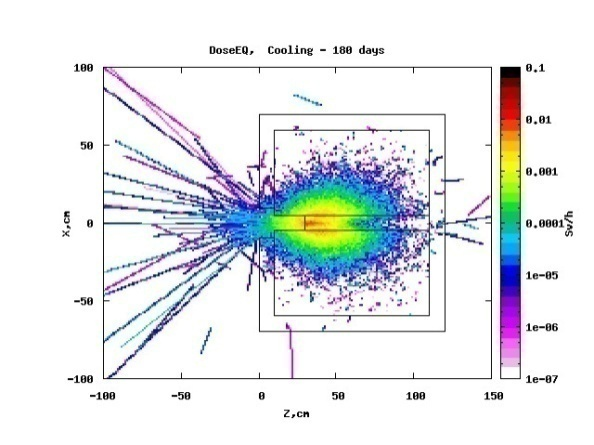 DoseEQ,  Cooling - 180 days
100
50
0
-50
-100
X,cm
-100
-50
0
50
100
150
Z,cm
0.1
0.01
0.001
0.0001
1e-05
1e-06
1e-07
Sv/h